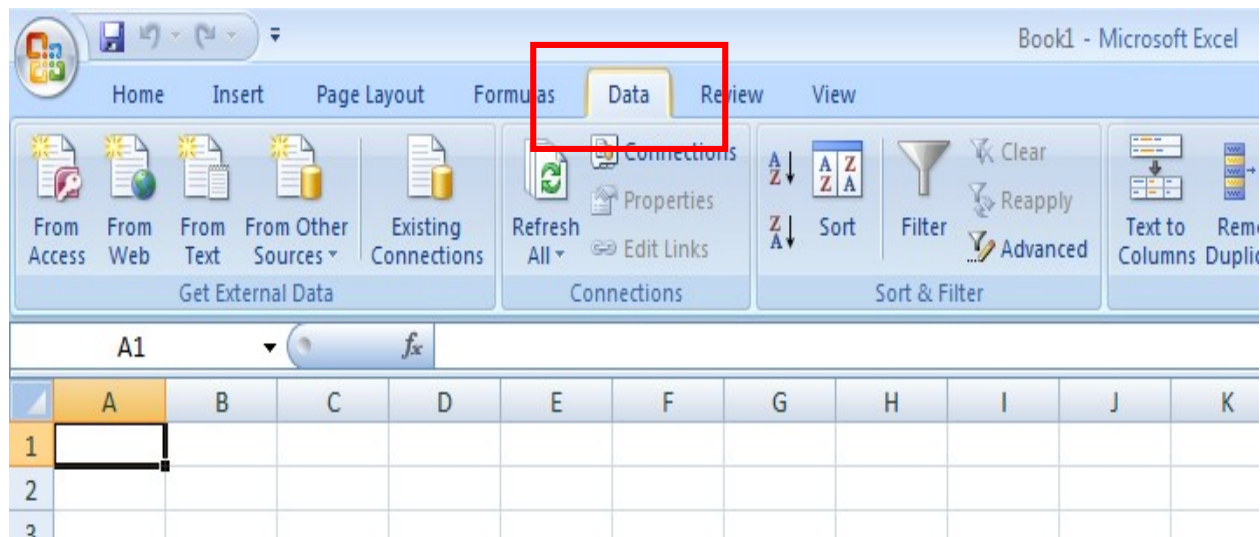 Book1 - Microsoft Excel
Home Insert Page Layout Formulas Data Review View
From Access
From Web
From Text
From Other Sources
Existing Connections
Get External Data
Refresh All
Connections
Properties
Edit Links
Connections
A Z
Z A
A Z Z A
Sort
Filter
Clear
Reapply
Advanced
Sort & Filter
Text to Columns
A1 fx
A B C D E F G H I J K
1
2
3